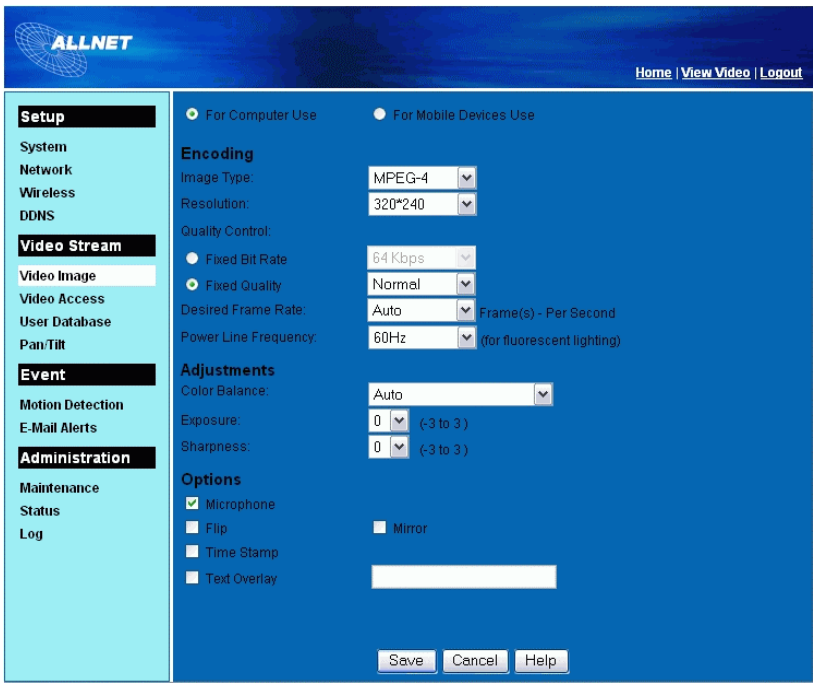 ALLNET
Home | View Video | Logout
Setup
System
Network
Wireless
DDNS
Video Stream
Video Image
Video Access
User Database
Pan/Tilt
Event
Motion Detection
E-Mail Alerts
Administration
Maintenance
Status
Log
For Computer Use For Mobile Devices Use
Encoding
Image Type: MPEG-4
Resolution: 320*240
Quality Control:
Fixed Bit Rate 64 Kbps
Fixed Quality Normal
Desired Frame Rate: Auto Frame(s) - Per Second
Power Line Frequency: 60Hz (for fluorescent lighting)
Adjustments
Color Balance: Auto
Exposure: 0 (-3 to 3 )
Sharpness: 0 (-3 to 3 )
Options
Microphone
Flip Mirror
Time Stamp
Text Overlay
Save Cancel Help